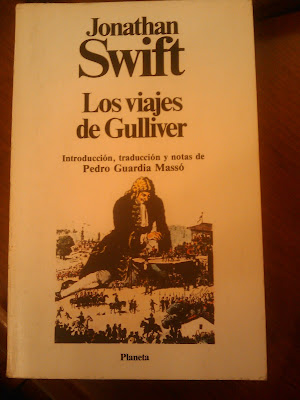 Jonathan
Swift
Los viajes
de Gulliver
Introducción, traducción y notas de
Pedro Guardia Massó
Planeta